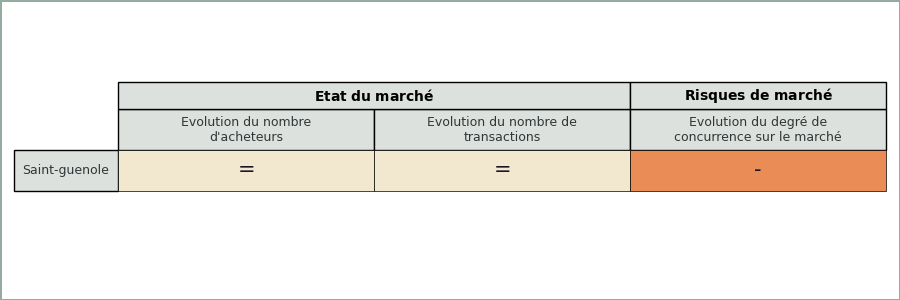 Etat du marché
Risques de marché
Evolution du nombre
d'acheteurs
Evolution du nombre de
transactions
Evolution du degré de
concurrence sur le marché
Saint-guenole
=
=
-